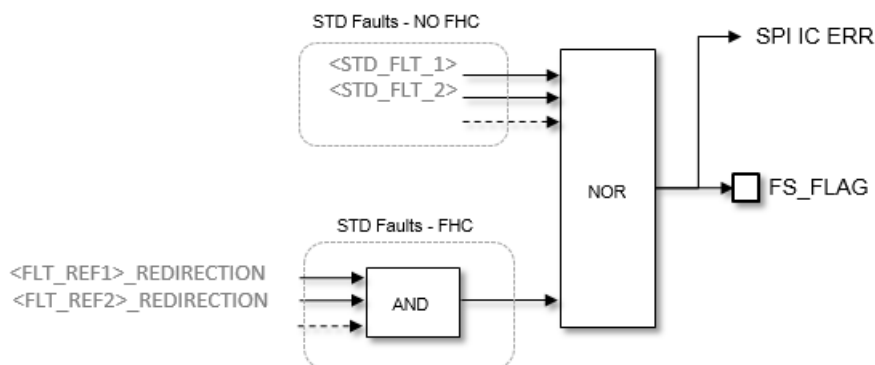 STD Faults - NO FHC
<STD_FLT_1>
<STD_FLT_2>
SPI IC ERR
NOR
FS_FLAG
STD Faults - FHC
<FLT_REF1>_REDIRECTION
<FLT_REF2>_REDIRECTION
AND